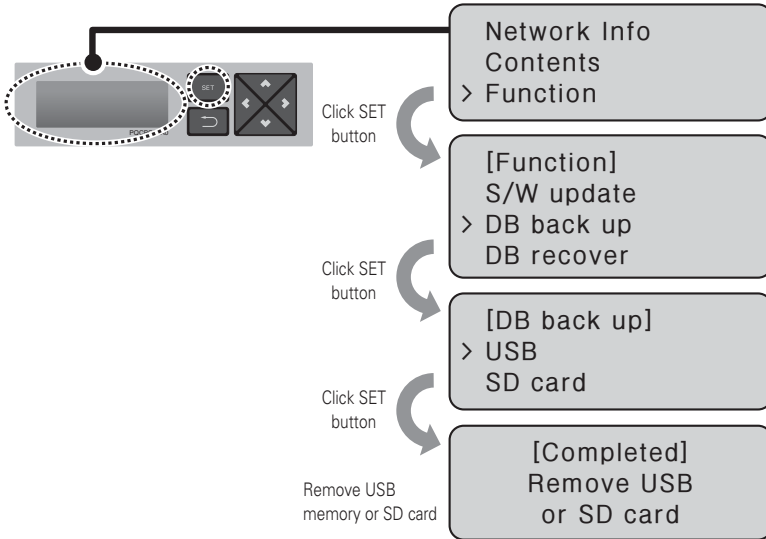 Network Info
Contents
> Function
SET
Click SET
button
[Function]
S/W update
> DB back up
DB recover
Click SET
button
[DB back up]
> USB
SD card
Click SET
button
[Completed]
Remove USB
or SD card
Remove USB
memory or SD card